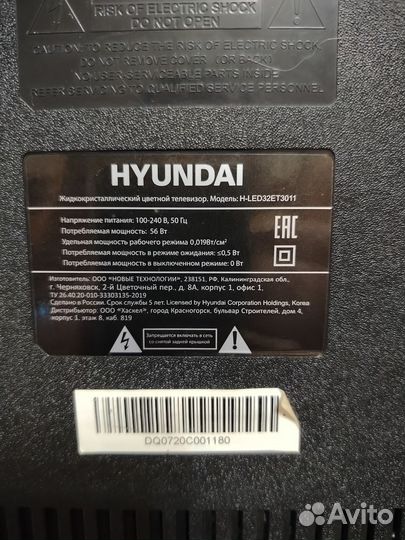 RISK OF ELECTRIC SHOCK
DO NOT OPEN
CAUTION: TO REDUCE THE RISK OF ELECTRIC SHOCK
DO NOT REMOVE COVER (OR BACK)
NO USER-SERVICEABLE PARTS INSIDE
REFER SERVICING TO QUALIFIED SERVICE PERSONNEL
HYUNDAI
Жидкокристаллический цветной телевизор. Модель: H-LED32ET3011
Напряжение питания: 100-240 В, 50 Гц
Потребляемая мощность: 56 Вт
Удельная мощность рабочего режима 0,019Вт/см²
Потребляемая мощность в режиме ожидания: ≤0,5 Вт
Потребляемая мощность в выключенном режиме: 0 Вт
EAC
Изготовитель: ООО «НОВЫЕ ТЕХНОЛОГИИ", 238151, РФ, Калининградская обл.,
г. Черняховск, 2-й Цветочный пер., д. 8А, корпус 1, офис 1,
ТУ 26.40.20-010-33303135-2019
Сделано в России. Срок службы 5 лет. Licensed by Hyundai Corporation Holdings, Korea
Дистрибьютор: ООО "Хаскел", город Красногорск, бульвар Строителей, дом 4,
корпус 1, этаж 8, каб. 819
Запрещается включать в сеть
со снятой задней крышкой
DQ0720C001180
Avito